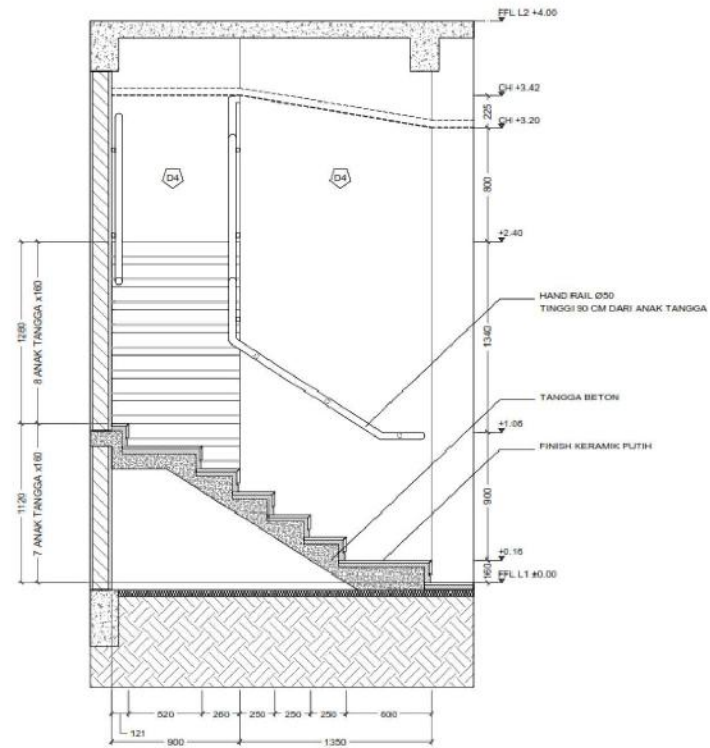 FFL L2 +4.00
CH +3.42
225
CH +3.20
D4
D4
800
+2.40
HAND RAIL Ø50
TINGGI 90 CM DARI ANAK TANGGA
1280
8 ANAK TANGGA x160
1340
TANGGA BETON
+1.06
FINISH KERAMIK PUTIH
1120
7 ANAK TANGGA x160
900
+0.16
160
FFL L1 ±0.00
520
260
250
250
250
600
121
900
1350